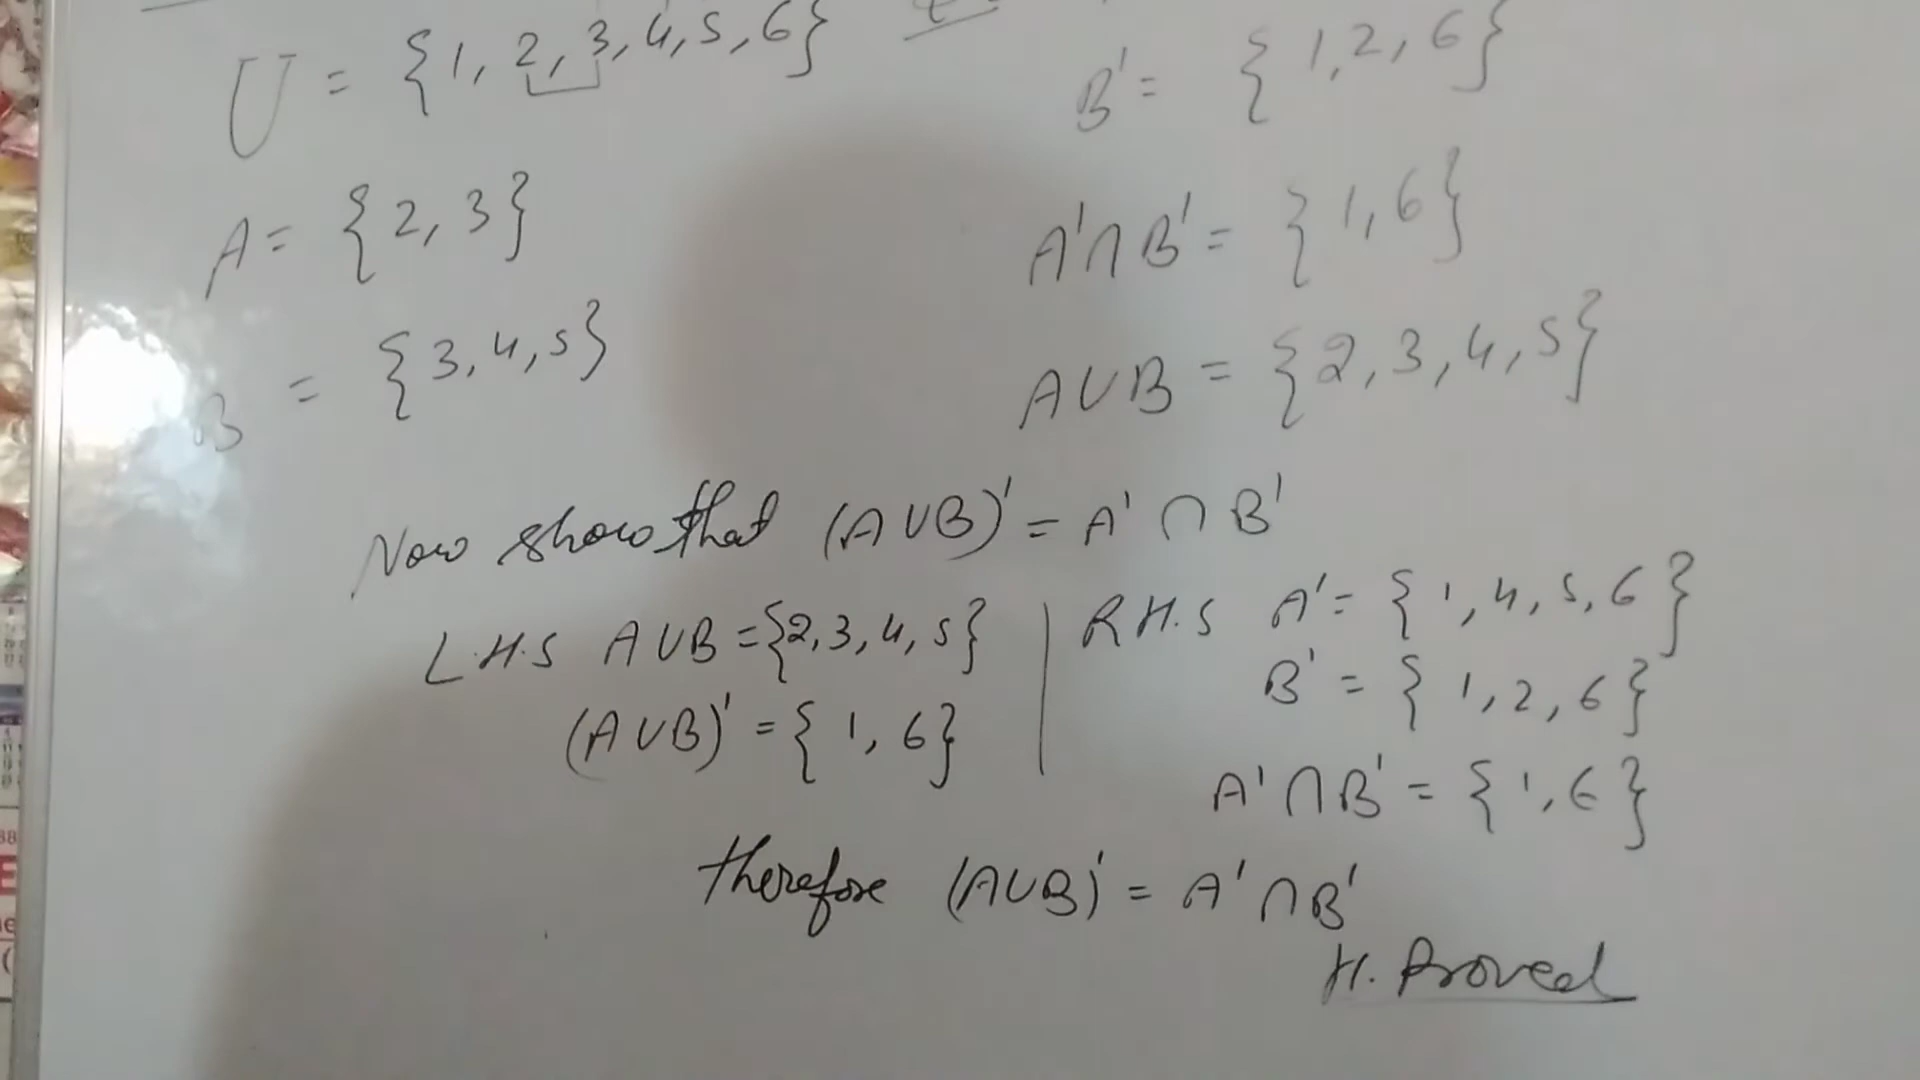 U = {1, 2, 3, 4, 5, 6}
A = {2, 3}
B = {3, 4, 5}
B' = {1, 2, 6}
A' ∩ B' = {1, 6}
A ∪ B = {2, 3, 4, 5}
Now show that (A ∪ B)' = A' ∩ B'
L.H.S A ∪ B = {2, 3, 4, 5}
(A ∪ B)' = {1, 6}
R H.S A' = {1, 4, 5, 6}
B' = {1, 2, 6}
A' ∩ B' = {1, 6}
therefore (A ∪ B)' = A' ∩ B'
H. Proved